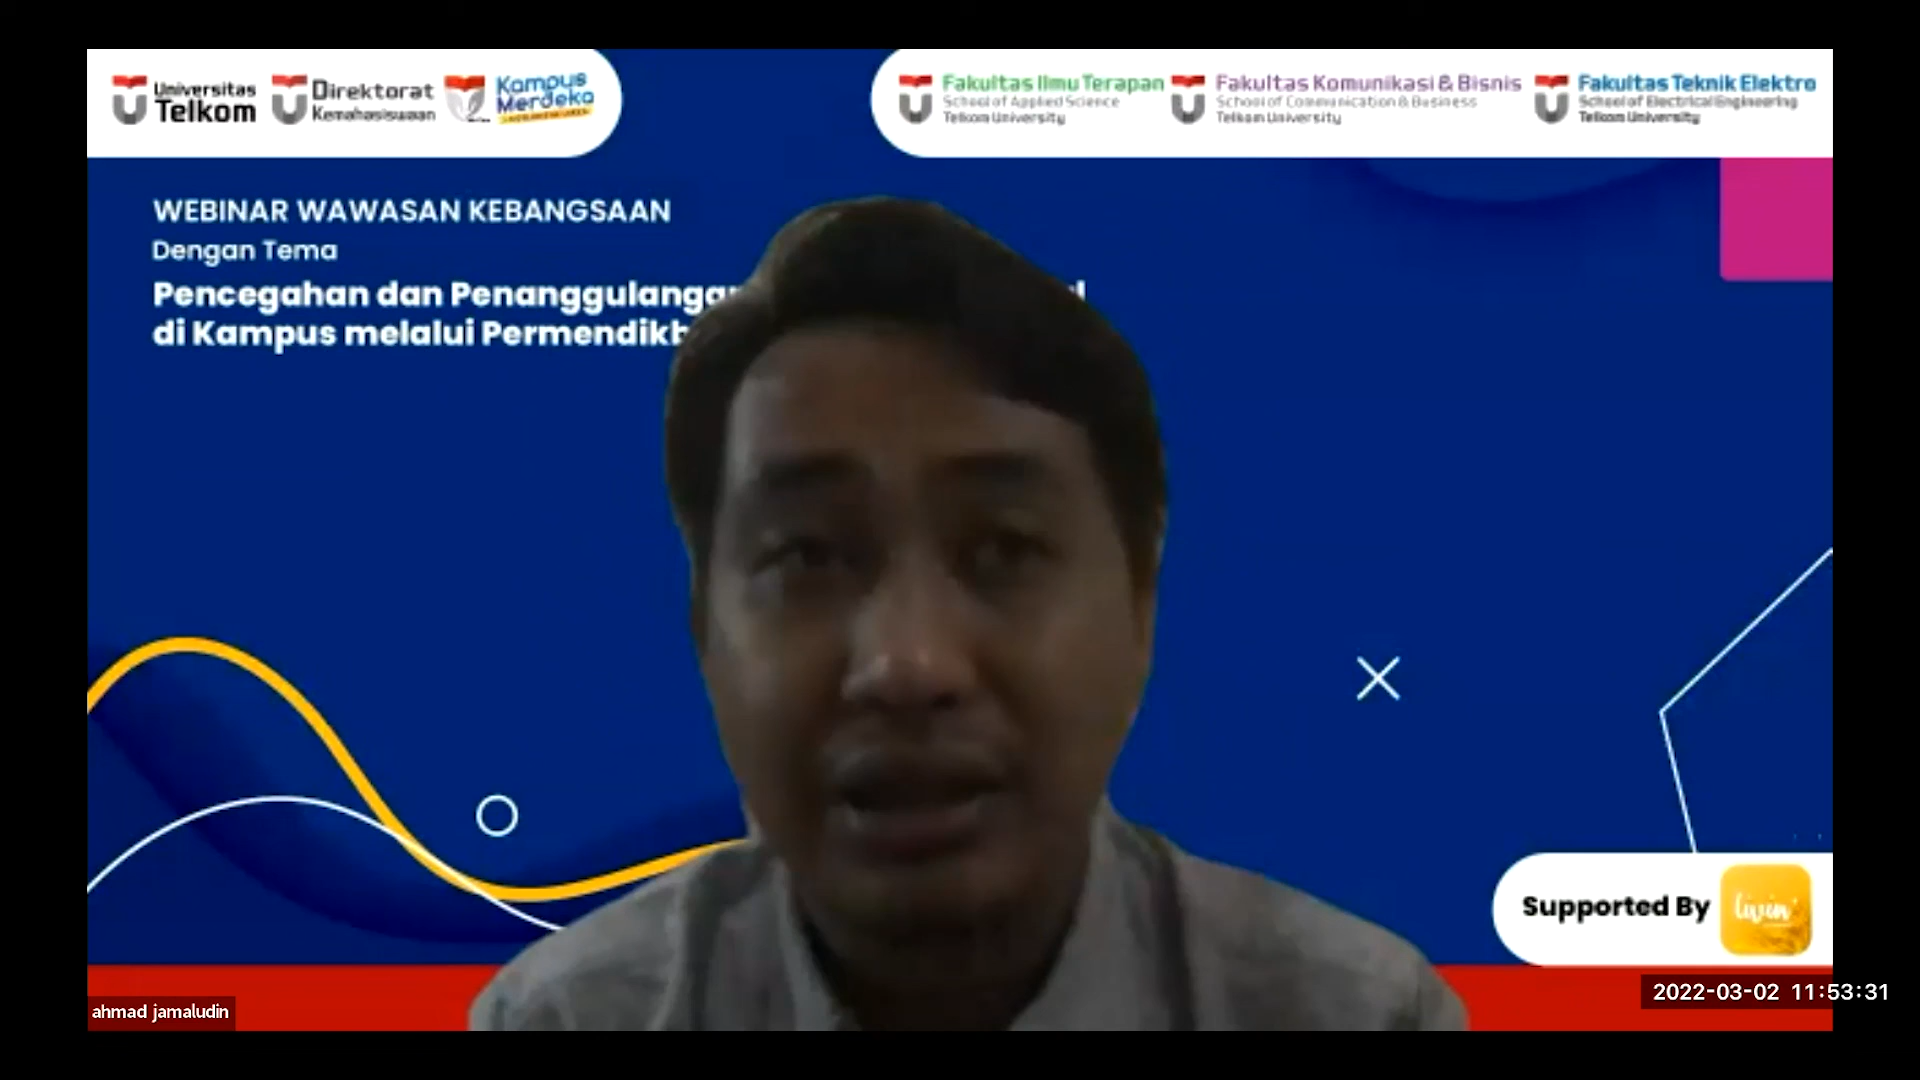 Universitas
Telkom
Direktorat
Kemahasiswaan
Kampus
Merdeka
Fakultas Ilmu Terapan
School of Applied Science
Telkom University
Fakultas Komunikasi & Bisnis
School of Communication & Business
Telkom University
Fakultas Teknik Elektro
School of Electrical Engineering
Telkom University
WEBINAR WAWASAN KEBANGSAAN
Dengan Tema
Pencegahan dan Penanggulangan
di Kampus melalui Permendikb
Supported By
livin'
ahmad jamaludin
2022-03-02 11:53:31